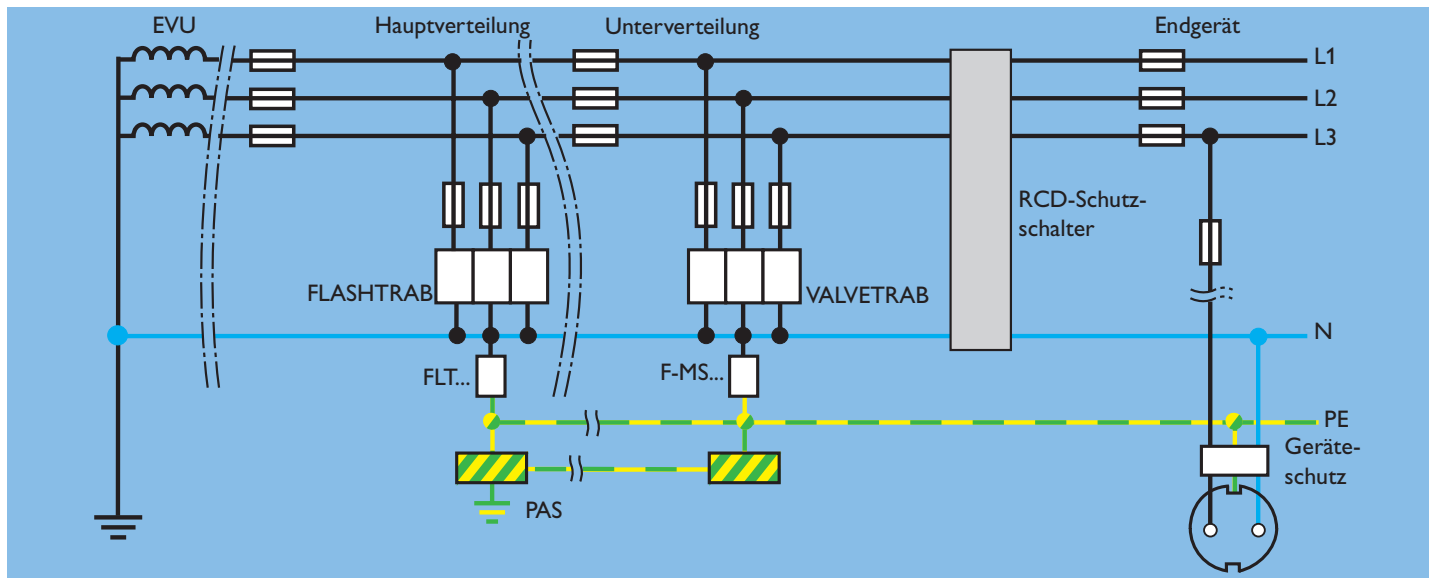 EVU
Hauptverteilung
Unterverteilung
Endgerät
L1
L2
L3
RCD-Schutz-
schalter
FLASHTRAB
VALVETRAB
N
FLT...
F-MS...
PE
Geräte-
schutz
PAS